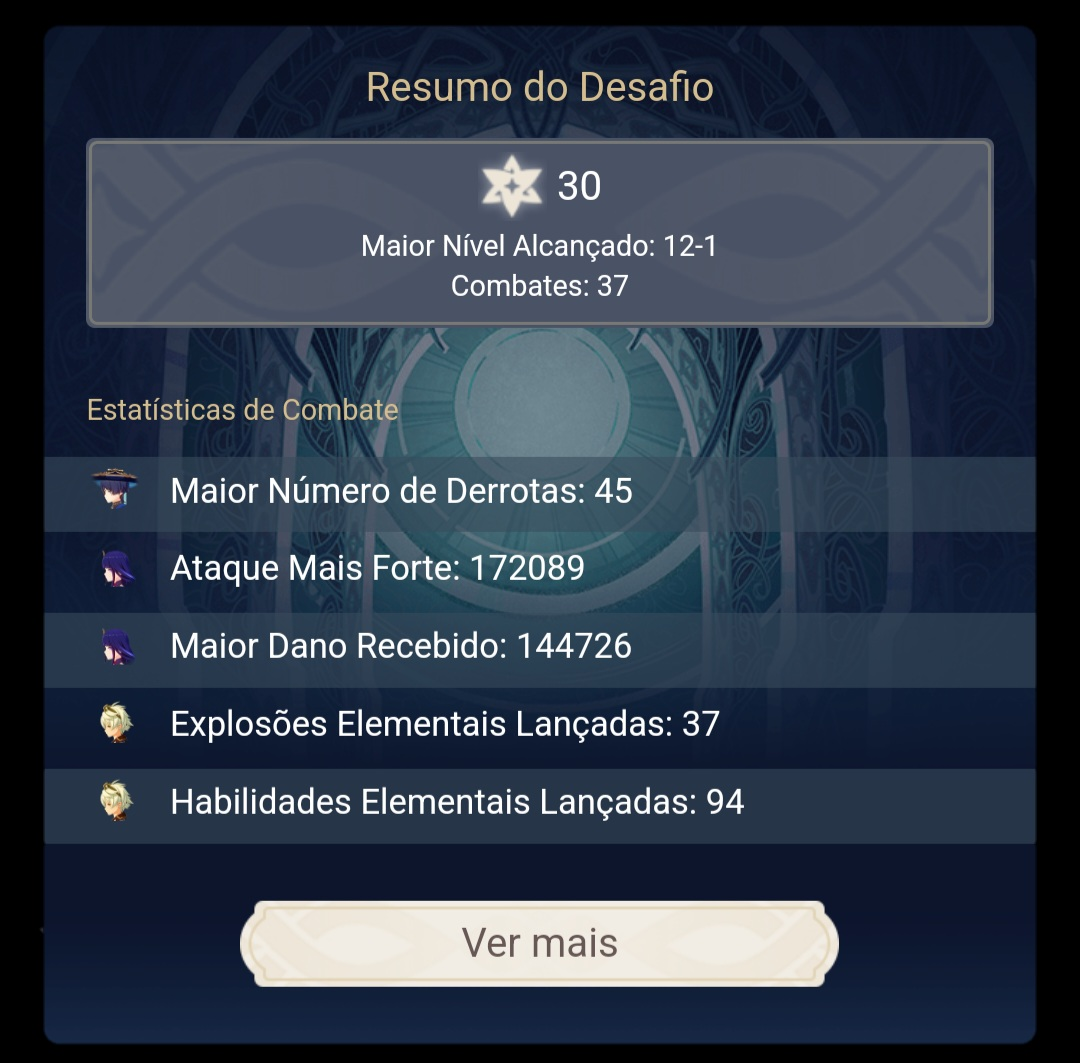 Resumo do Desafio
30
Maior Nível Alcançado: 12-1
Combates: 37
Estatísticas de Combate
Maior Número de Derrotas: 45
Ataque Mais Forte: 172089
Maior Dano Recebido: 144726
Explosões Elementais Lançadas: 37
Habilidades Elementais Lançadas: 94
Ver mais